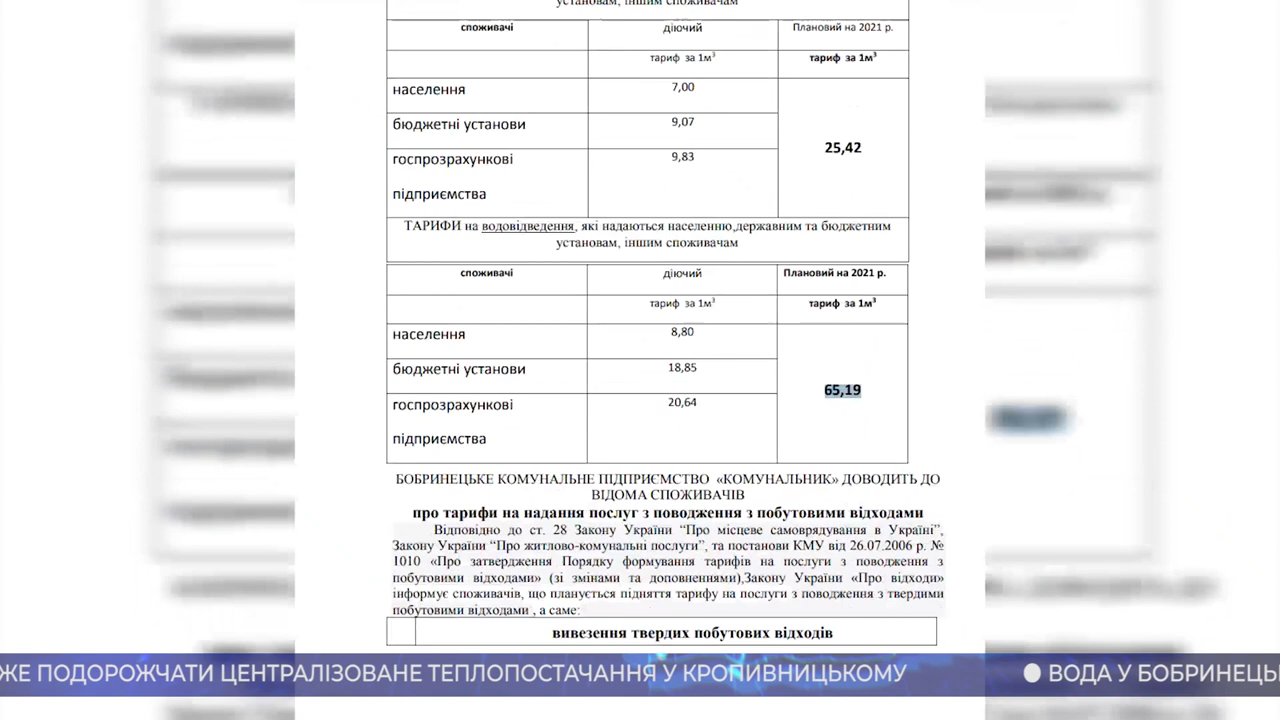 установам, іншим споживачам
споживачі діючий Плановий на 2021 р.
тариф за 1м³ тариф за 1м³
населення 7,00
бюджетні установи 9,07
25,42
госпрозрахункові 9,83
підприємства
ТАРИФИ на водовідведення, які надаються населенню,державним та бюджетним
установам, іншим споживачам
споживачі діючий Плановий на 2021 р.
тариф за 1м³ тариф за 1м³
населення 8,80
бюджетні установи 18,85
65,19
госпрозрахункові 20,64
підприємства
БОБРИНЕЦЬКЕ КОМУНАЛЬНЕ ПІДПРИЄМСТВО «КОМУНАЛЬНИК» ДОВОДИТЬ ДО
ВІДОМА СПОЖИВАЧІВ
про тарифи на надання послуг з поводження з побутовими відходами
Відповідно до ст. 28 Закону України “Про місцеве самоврядування в Україні”,
Закону України “Про житлово-комунальні послуги”, та постанови КМУ від 26.07.2006 р. №
1010 «Про затвердження Порядку формування тарифів на послуги з поводження з
побутовими відходами» (зі змінами та доповненнями),Закону України «Про відходи»
інформує споживачів, що планується підняття тарифу на послуги з поводження з твердими
побутовими відходами , а саме:
вивезення твердих побутових відходів
ЖЕ ПОДОРОЖЧАТИ ЦЕНТРАЛІЗОВАНЕ ТЕПЛОПОСТАЧАННЯ У КРОПИВНИЦЬКОМУ ● ВОДА У БОБРИНЕЦЬ